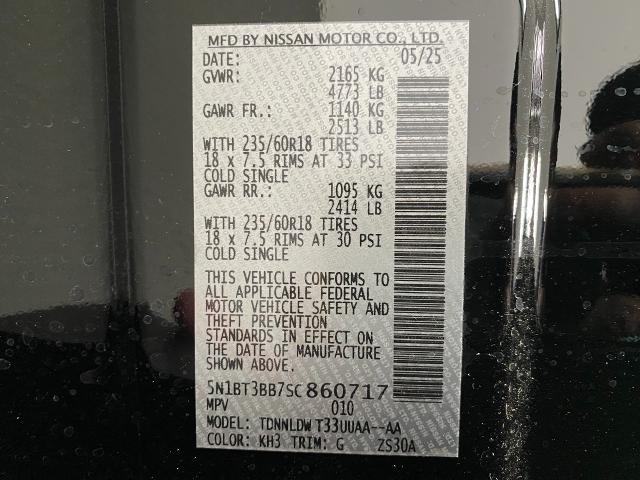 MFD BY NISSAN MOTOR CO., LTD.
DATE: 05/25
GVWR: 2165 KG
4773 LB
GAWR FR.: 1140 KG
2513 LB
WITH 235/60R18 TIRES
18 x 7.5 RIMS AT 33 PSI
COLD SINGLE
GAWR RR.: 1095 KG
2414 LB
WITH 235/60R18 TIRES
18 x 7.5 RIMS AT 30 PSI
COLD SINGLE
THIS VEHICLE CONFORMS TO
ALL APPLICABLE FEDERAL
MOTOR VEHICLE SAFETY AND
THEFT PREVENTION
STANDARDS IN EFFECT ON
THE DATE OF MANUFACTURE
SHOWN ABOVE.
5N1BT3BB7SC860717
MPV 010
MODEL: TDNNLDWT33UUAA--AA
COLOR: KH3 TRIM: G ZS30A